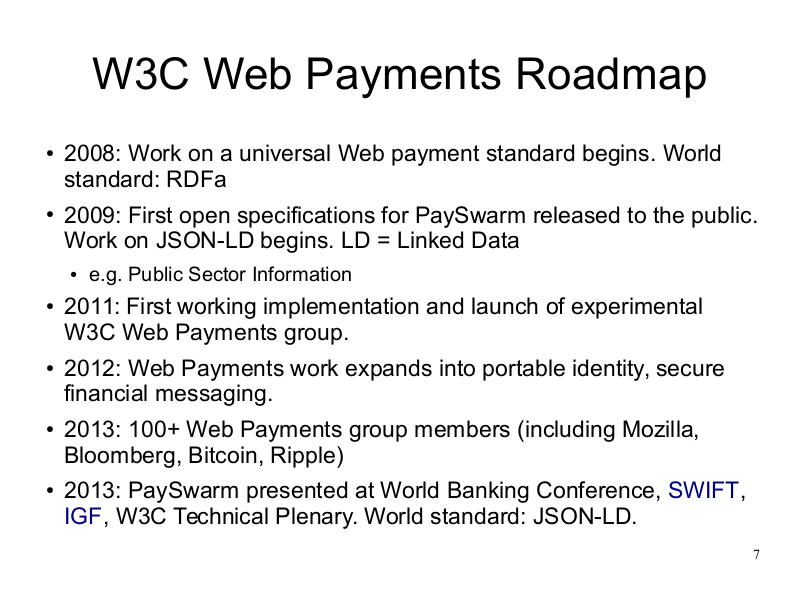 W3C Web Payments Roadmap
• 2008: Work on a universal Web payment standard begins. World
standard: RDFa
• 2009: First open specifications for PaySwarm released to the public.
Work on JSON-LD begins. LD = Linked Data
• e.g. Public Sector Information
• 2011: First working implementation and launch of experimental
W3C Web Payments group.
• 2012: Web Payments work expands into portable identity, secure
financial messaging.
• 2013: 100+ Web Payments group members (including Mozilla,
Bloomberg, Bitcoin, Ripple)
• 2013: PaySwarm presented at World Banking Conference, SWIFT,
IGF, W3C Technical Plenary. World standard: JSON-LD.
7